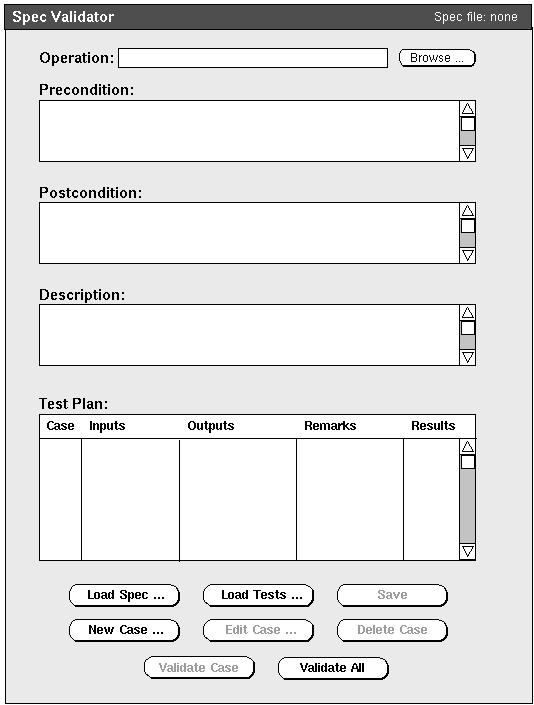 Spec Validator Spec file: none
Operation: Browse ...
Precondition:
Postcondition:
Description:
Test Plan:
Case Inputs Outputs Remarks Results
Load Spec ... Load Tests ... Save
New Case ... Edit Case ... Delete Case
Validate Case Validate All